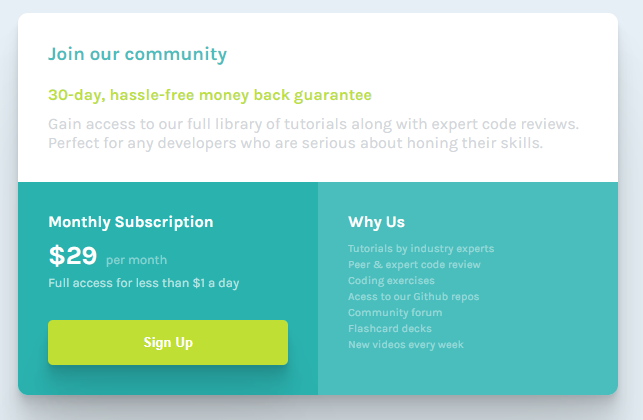 Join our community
30-day, hassle-free money back guarantee
Gain access to our full library of tutorials along with expert code reviews.
Perfect for any developers who are serious about honing their skills.
Monthly Subscription
$29 per month
Full access for less than $1 a day
Sign Up
Why Us
Tutorials by industry experts
Peer & expert code review
Coding exercises
Acess to our Github repos
Community forum
Flashcard decks
New videos every week